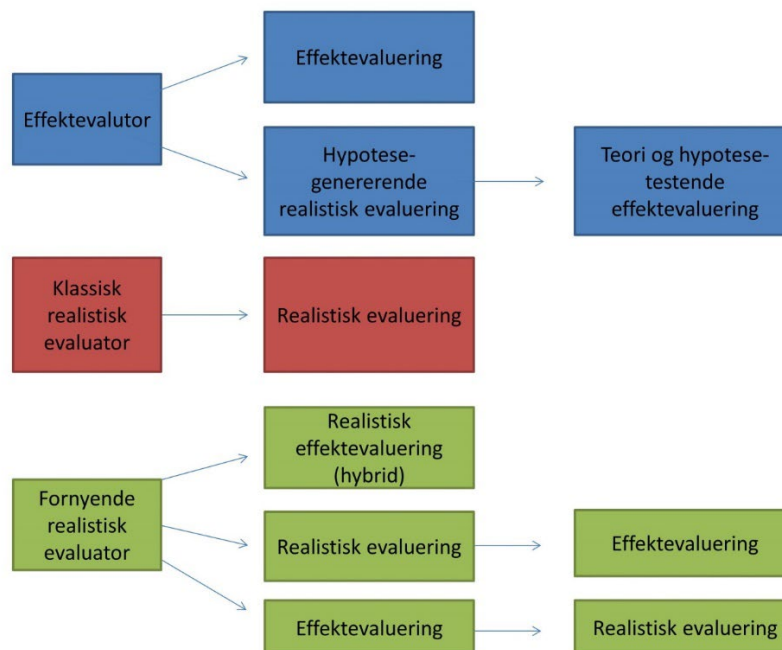 Effektevalutor
Effektevaluering
Hypotese-
genererende
realistisk evaluering
Teori og hypotese-
testende
effektevaluering
Klassisk
realistisk
evaluator
Realistisk evaluering
Fornyende
realistisk
evaluator
Realistisk
effektevaluering
(hybrid)
Realistisk evaluering
Effektevaluering
Effektevaluering
Realistisk evaluering